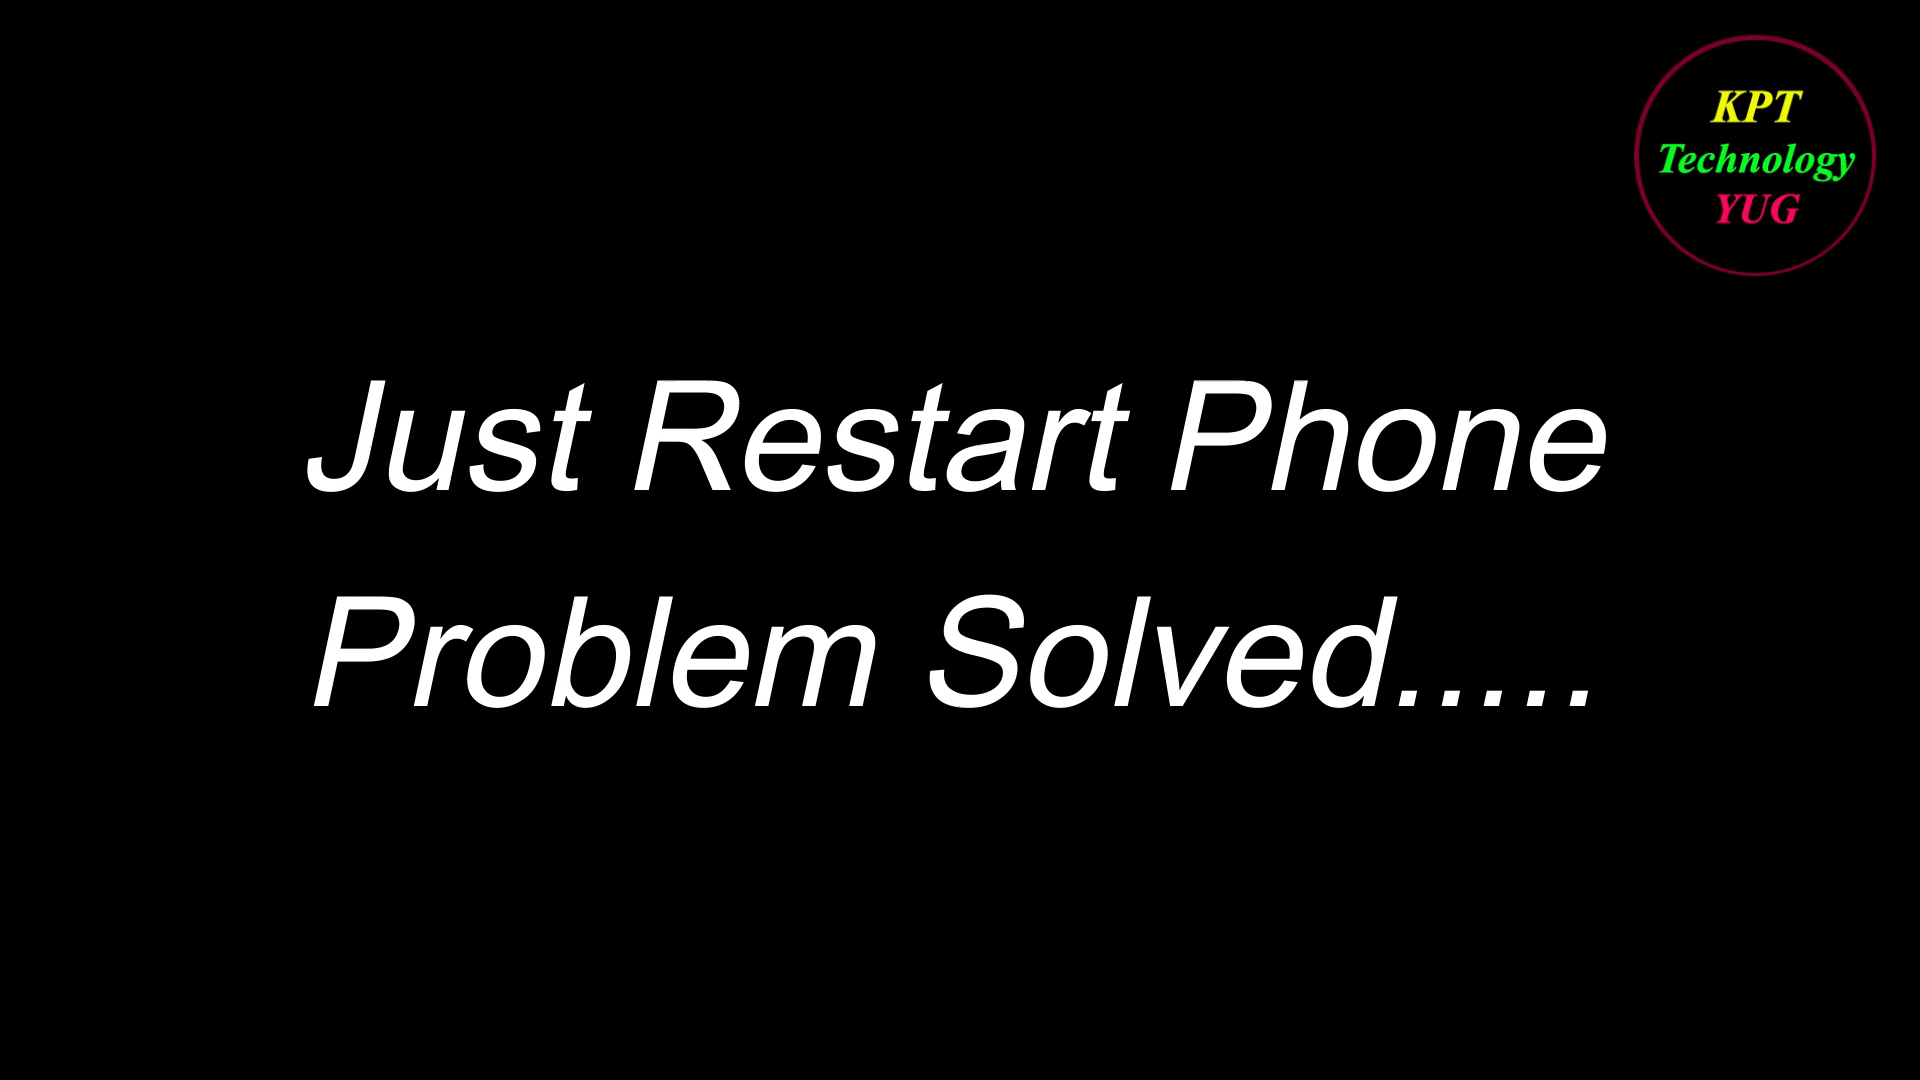 KPT
Technology
YUG
Just Restart Phone
Problem Solved.....